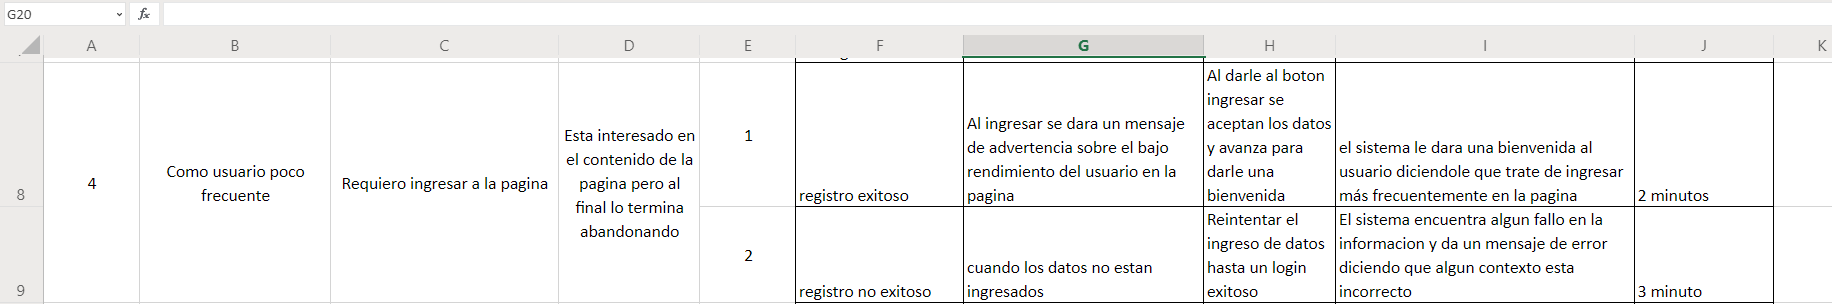 G20
fx
A B C D E F G H I J K
8
4
Como usuario poco
frecuente
Requiero ingresar a la pagina
Esta interesado en
el contenido de la
pagina pero al
final lo termina
abandonando
1
registro exitoso
Al ingresar se dara un mensaje
de advertencia sobre el bajo
rendimiento del usuario en la
pagina
Al darle al boton
ingresar se
aceptan los datos
y avanza para
darle una
bienvenida
el sistema le dara una bienvenida al
usuario diciendole que trate de ingresar
más frecuentemente en la pagina
2 minutos
9
2
registro no exitoso
cuando los datos no estan
ingresados
Reintentar el
ingreso de datos
hasta un login
exitoso
El sistema encuentra algun fallo en la
informacion y da un mensaje de error
diciendo que algun contexto esta
incorrecto
3 minuto